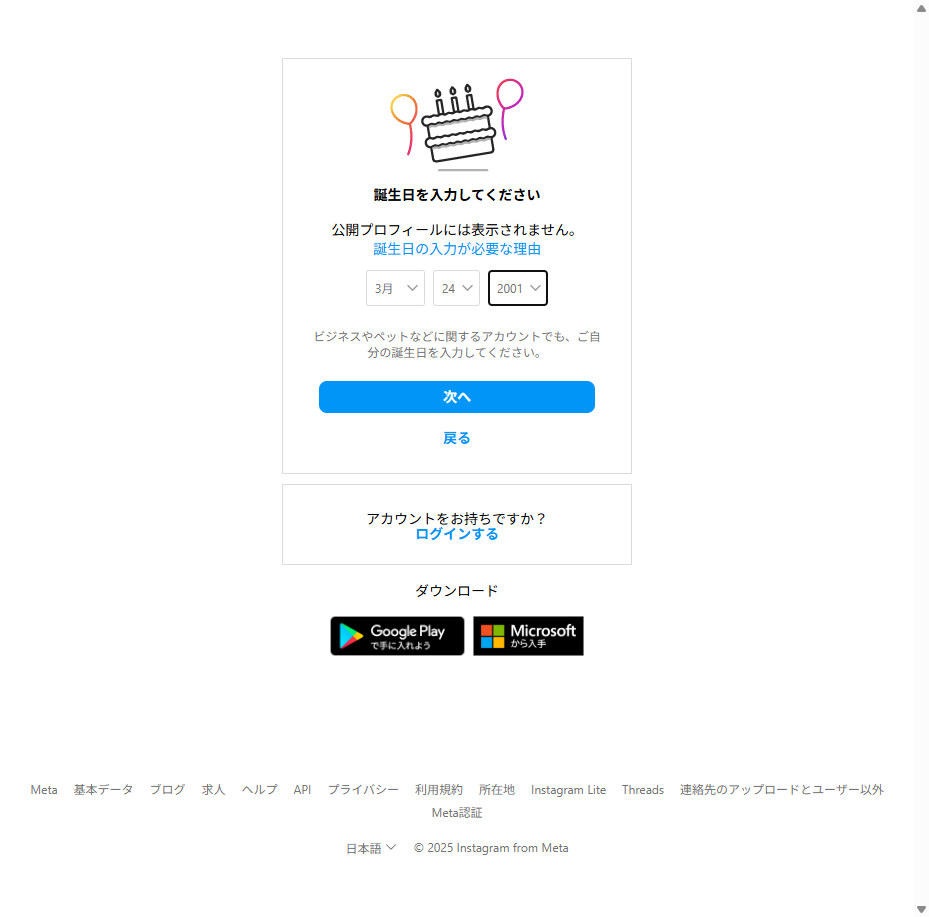 誕生日を入力してください
公開プロフィールには表示されません。
誕生日の入力が必要な理由
3月 24 2001
ビジネスやペットなどに関するアカウントでも、ご自
分の誕生日を入力してください。
次へ
戻る
アカウントをお持ちですか？
ログインする
ダウンロード
Google Play
で手に入れよう
Microsoft
から入手
Meta 基本データ ブログ 求人 ヘルプ API プライバシー 利用規約 所在地 Instagram Lite Threads 連絡先のアップロードとユーザー以外
Meta認証
日本語 © 2025 Instagram from Meta